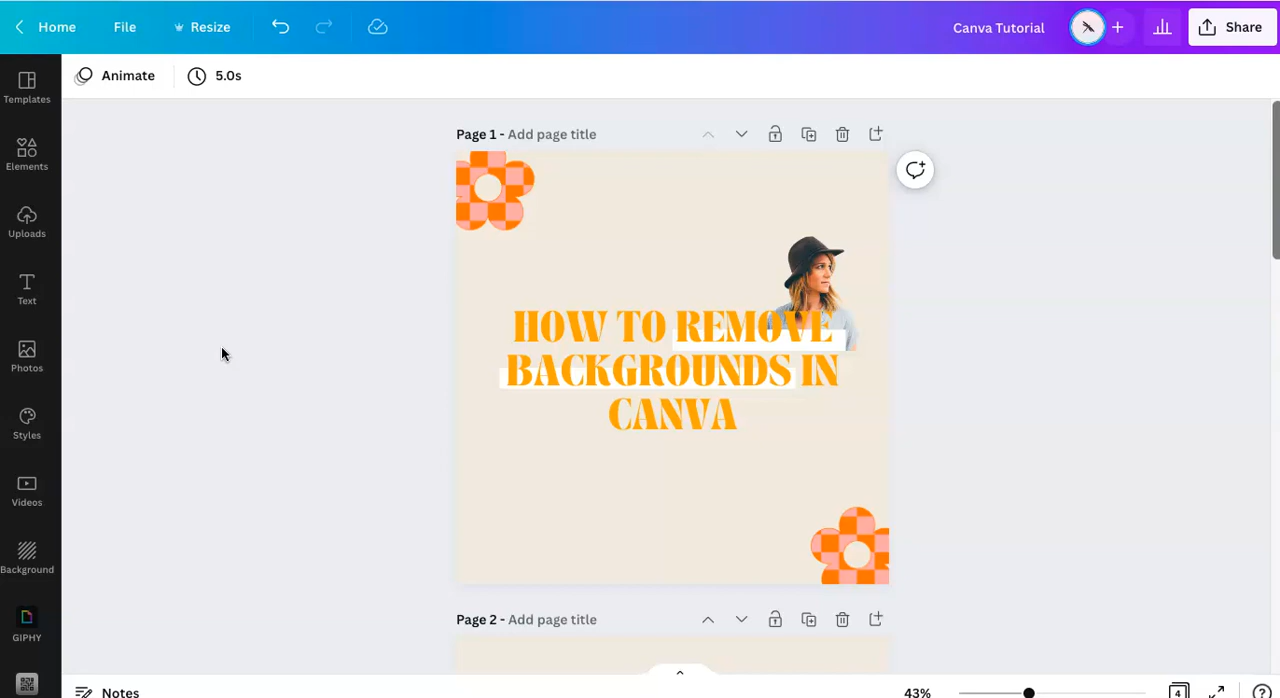 Home File Resize Canva Tutorial + Share
Animate 5.0s
Templates
Elements
Uploads
Text
Photos
Styles
Videos
Background
GIPHY
Page 1 - Add page title
HOW TO REMOVE
BACKGROUNDS IN
CANVA
Page 2 - Add page title
Notes 43% 4 ?